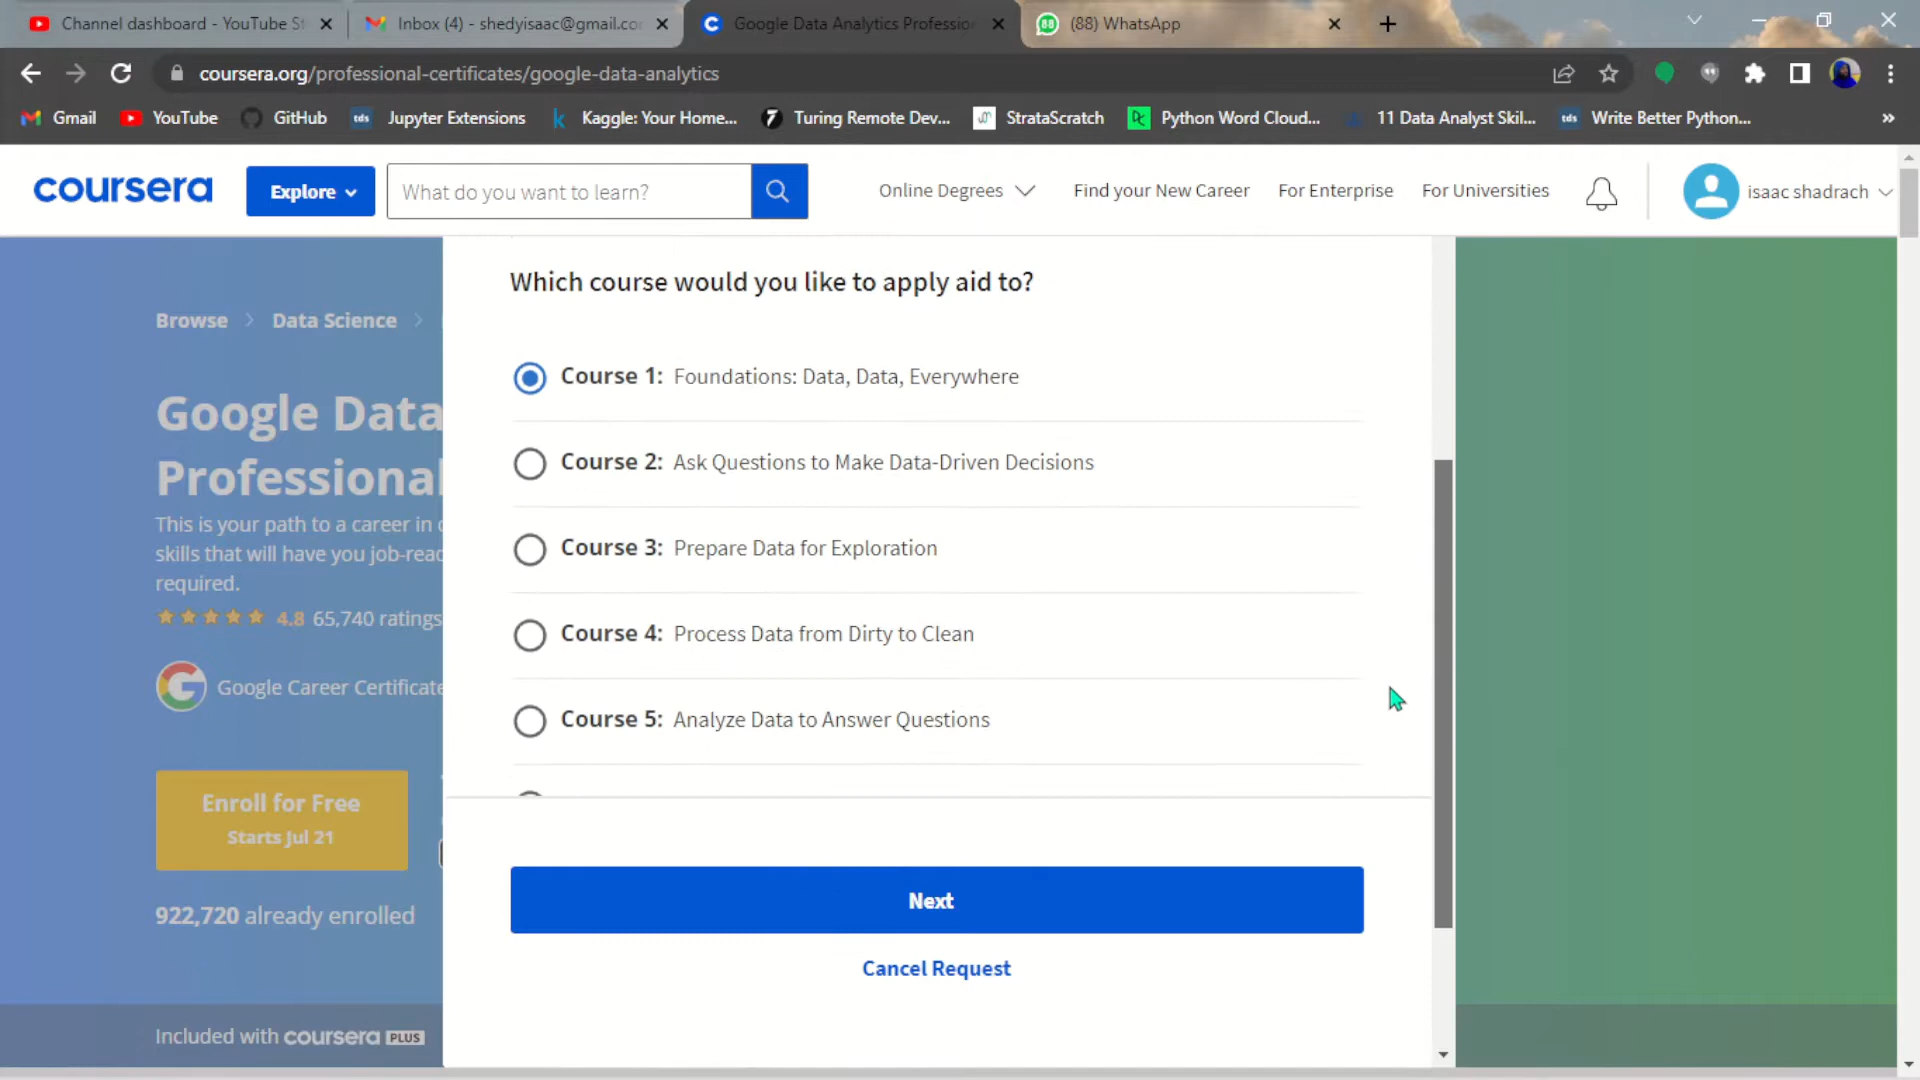 Channel dashboard - YouTube St
Inbox (4) - shedyisaac@gmail.co
Google Data Analytics Professio
(88) WhatsApp
coursera.org/professional-certificates/google-data-analytics
Gmail
YouTube
GitHub
Jupyter Extensions
Kaggle: Your Home...
Turing Remote Dev...
StrataScratch
Python Word Cloud...
11 Data Analyst Skil...
Write Better Python...
»
coursera
Explore
What do you want to learn?
Online Degrees
Find your New Career
For Enterprise
For Universities
isaac shadrach
Which course would you like to apply aid to?
Browse
Data Science
Course 1: Foundations: Data, Data, Everywhere
Google Data
Professional
Course 2: Ask Questions to Make Data-Driven Decisions
This is your path to a career in
skills that will have you job-read
required.
Course 3: Prepare Data for Exploration
4.8 65,740 ratings
Course 4: Process Data from Dirty to Clean
Google Career Certificate
Course 5: Analyze Data to Answer Questions
Enroll for Free
Starts Jul 21
Next
922,720 already enrolled
Cancel Request
Included with coursera PLUS